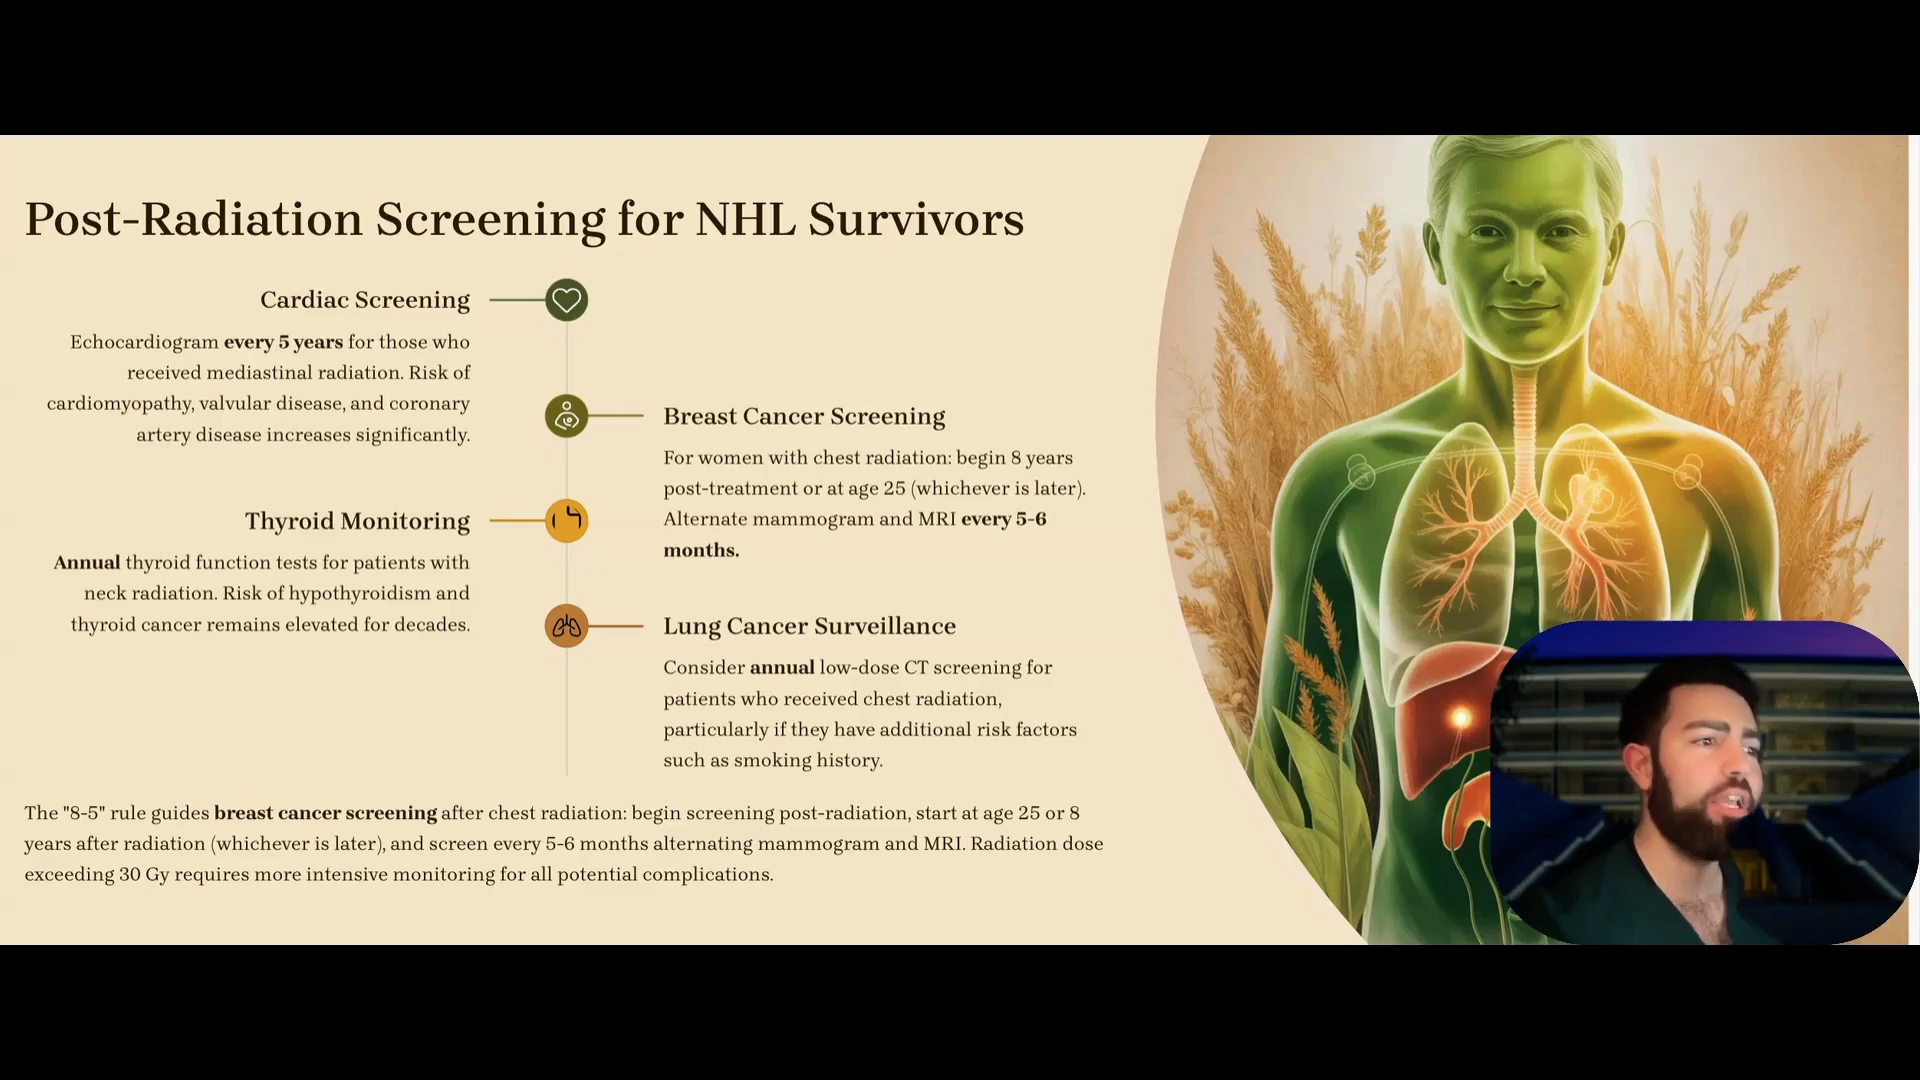 Post-Radiation Screening for NHL Survivors
Cardiac Screening
Echocardiogram every 5 years for those who
received mediastinal radiation. Risk of
cardiomyopathy, valvular disease, and coronary
artery disease increases significantly.
Breast Cancer Screening
For women with chest radiation: begin 8 years
post-treatment or at age 25 (whichever is later).
Alternate mammogram and MRI every 5-6
months.
Thyroid Monitoring
Annual thyroid function tests for patients with
neck radiation. Risk of hypothyroidism and
thyroid cancer remains elevated for decades.
Lung Cancer Surveillance
Consider annual low-dose CT screening for
patients who received chest radiation,
particularly if they have additional risk factors
such as smoking history.
The "8-5" rule guides breast cancer screening after chest radiation: begin screening post-radiation, start at age 25 or 8
years after radiation (whichever is later), and screen every 5-6 months alternating mammogram and MRI. Radiation dose
exceeding 30 Gy requires more intensive monitoring for all potential complications.